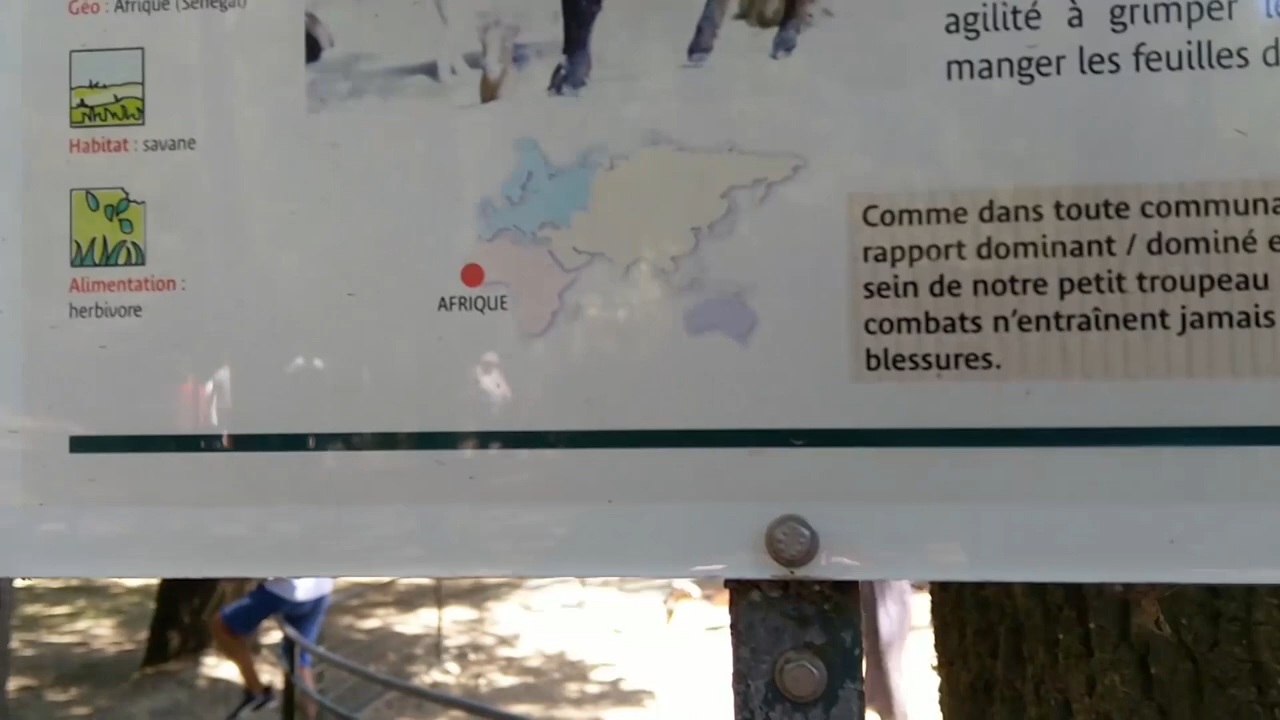 Géo : Afrique (Sénégal)
Habitat : savane
Alimentation :
herbivore
AFRIQUE
agilité à grimper
manger les feuilles
Comme dans toute
rapport dominant / dominé
sein de notre petit troupeau
combats n'entraînent jamais
blessures.